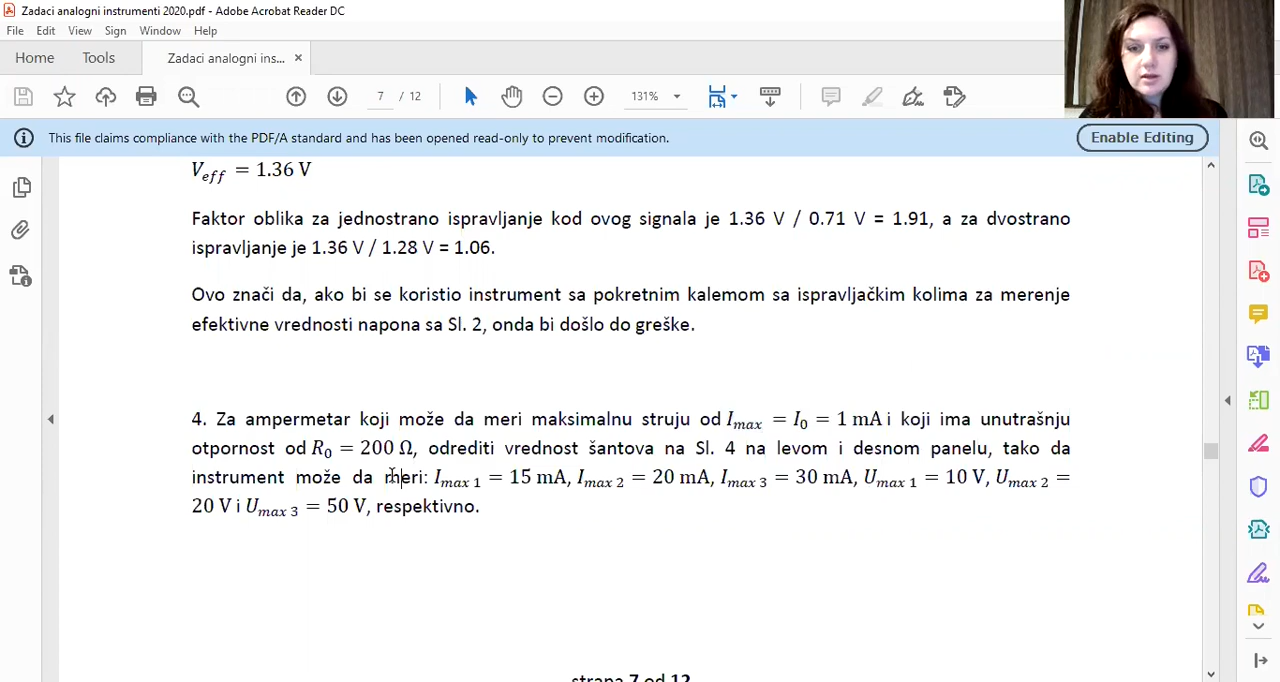 Zadaci analogni instrumenti 2020.pdf - Adobe Acrobat Reader DC
File Edit View Sign Window Help
Home Tools Zadaci analogni ins... ×
7 / 12 131%
This file claims compliance with the PDF/A standard and has been opened read-only to prevent modification. Enable Editing
V_eff = 1.36 V
Faktor oblika za jednostrano ispravljanje kod ovog signala je 1.36 V / 0.71 V = 1.91, a za dvostrano
ispravljanje je 1.36 V / 1.28 V = 1.06.
Ovo znači da, ako bi se koristio instrument sa pokretnim kalemom sa ispravljačkim kolima za merenje
efektivne vrednosti napona sa Sl. 2, onda bi došlo do greške.
4. Za ampermetar koji može da meri maksimalnu struju od I_max = I_0 = 1 mA i koji ima unutrašnju
otpornost od R_0 = 200 Ω, odrediti vrednost šantova na Sl. 4 na levom i desnom panelu, tako da
instrument može da meri: I_max 1 = 15 mA, I_max 2 = 20 mA, I_max 3 = 30 mA, U_max 1 = 10 V, U_max 2 =
20 V i U_max 3 = 50 V, respektivno.
strana 7 od 12